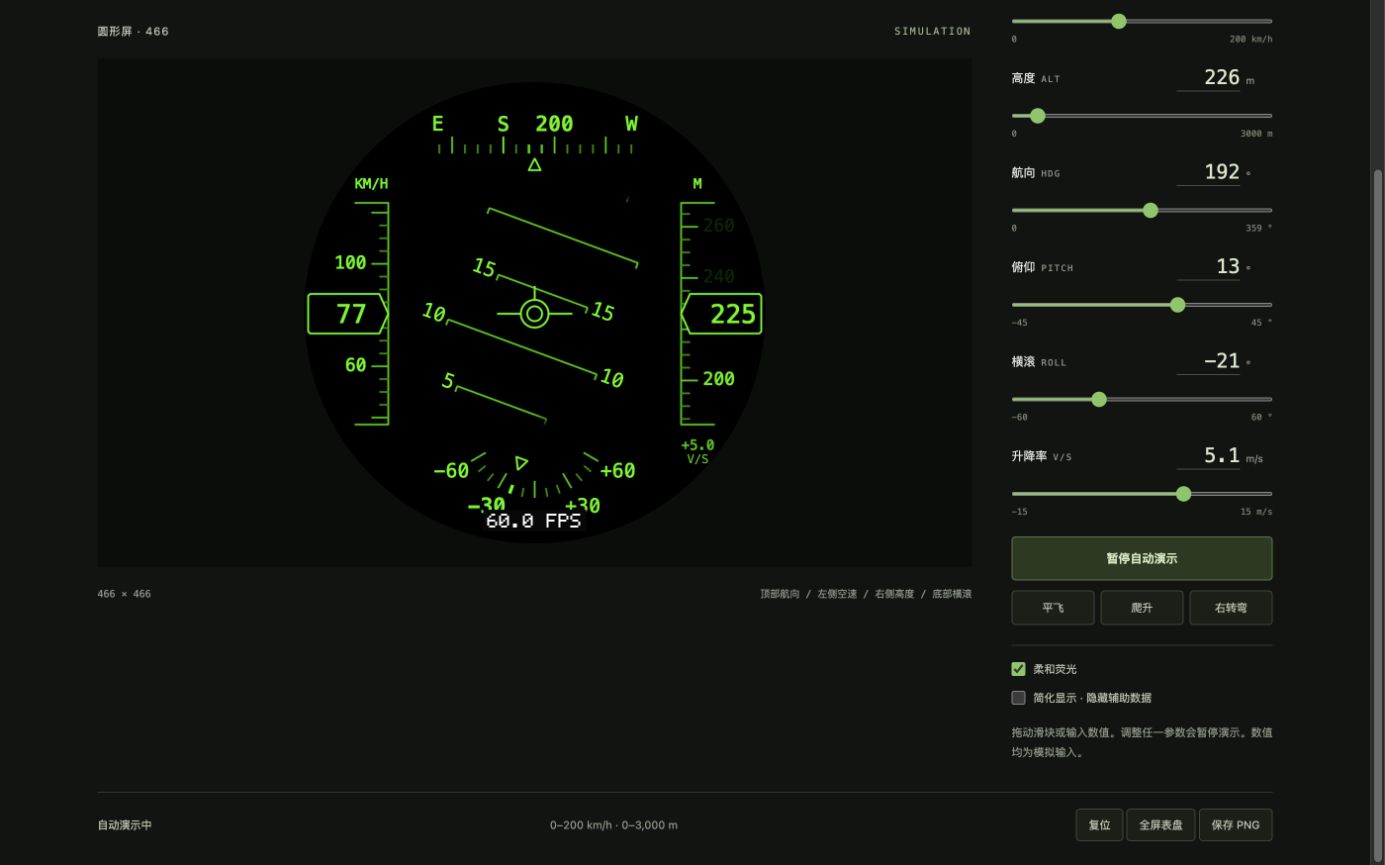 圆形屏 · 466
SIMULATION
E S 200 W
KM/H
M
260
100
240
15
15
10
77
225
60
5
10
200
+5.0
V/S
−60
+60
−30
+30
60.0 FPS
466 × 466
顶部航向 / 左侧空速 / 右侧高度 / 底部横滚
0
200 km/h
高度 ALT
226 m
0
3000 m
航向 HDG
192 °
0
359 °
俯仰 PITCH
13 °
−45
45 °
横滚 ROLL
−21 °
−60
60 °
升降率 V/S
5.1 m/s
−15
15 m/s
暂停自动演示
平飞
爬升
右转弯
柔和荧光
简化显示 · 隐藏辅助数据
拖动滑块或输入数值。调整任一参数会暂停演示。数值
均为模拟输入。
自动演示中
0–200 km/h · 0–3,000 m
复位
全屏表盘
保存 PNG